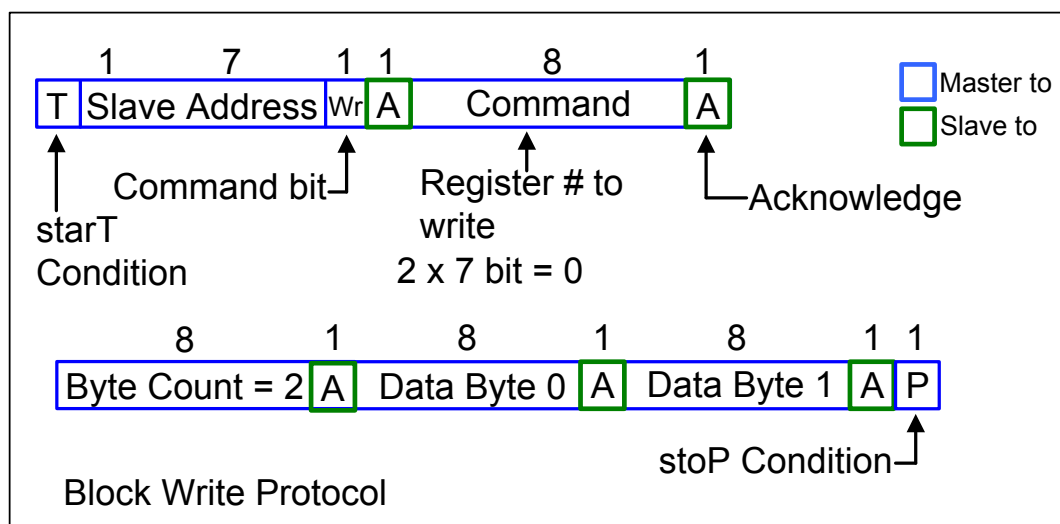 1 7 1 1 8 1
T Slave Address Wr A Command A
Master to
Slave to
Command bit
Register # to
write
2 x 7 bit = 0
Acknowledge
starT
Condition
8 1 8 1 8 1 1
Byte Count = 2 A Data Byte 0 A Data Byte 1 A P
stoP Condition
Block Write Protocol